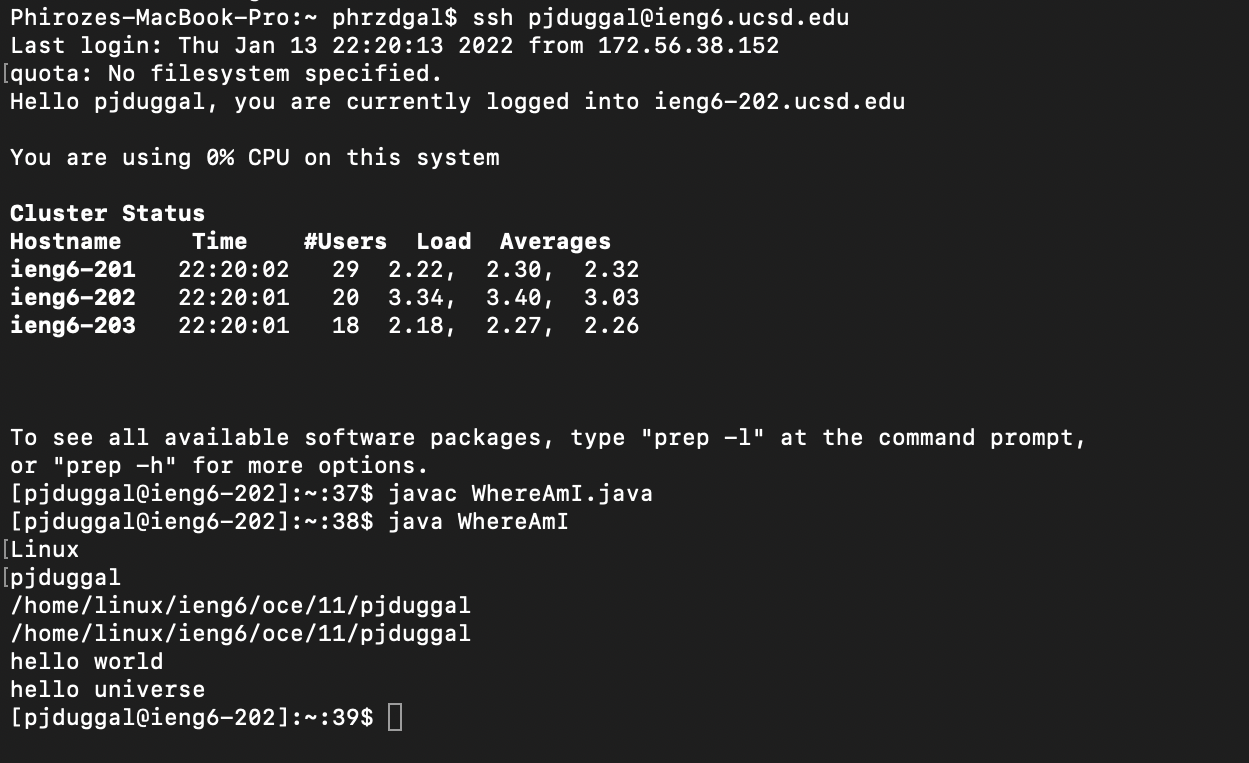 Phirozes-MacBook-Pro:~ phrzdgal$ ssh pjduggal@ieng6.ucsd.edu
Last login: Thu Jan 13 22:20:13 2022 from 172.56.38.152
[quota: No filesystem specified.
Hello pjduggal, you are currently logged into ieng6-202.ucsd.edu
You are using 0% CPU on this system
Cluster Status
Hostname     Time    #Users  Load  Averages
ieng6-201   22:20:02   29  2.22,  2.30,  2.32
ieng6-202   22:20:01   20  3.34,  3.40,  3.03
ieng6-203   22:20:01   18  2.18,  2.27,  2.26
To see all available software packages, type "prep -l" at the command prompt,
or "prep -h" for more options.
[pjduggal@ieng6-202]:~:37$ javac WhereAmI.java
[pjduggal@ieng6-202]:~:38$ java WhereAmI
[Linux
[pjduggal
/home/linux/ieng6/oce/11/pjduggal
/home/linux/ieng6/oce/11/pjduggal
hello world
hello universe
[pjduggal@ieng6-202]:~:39$